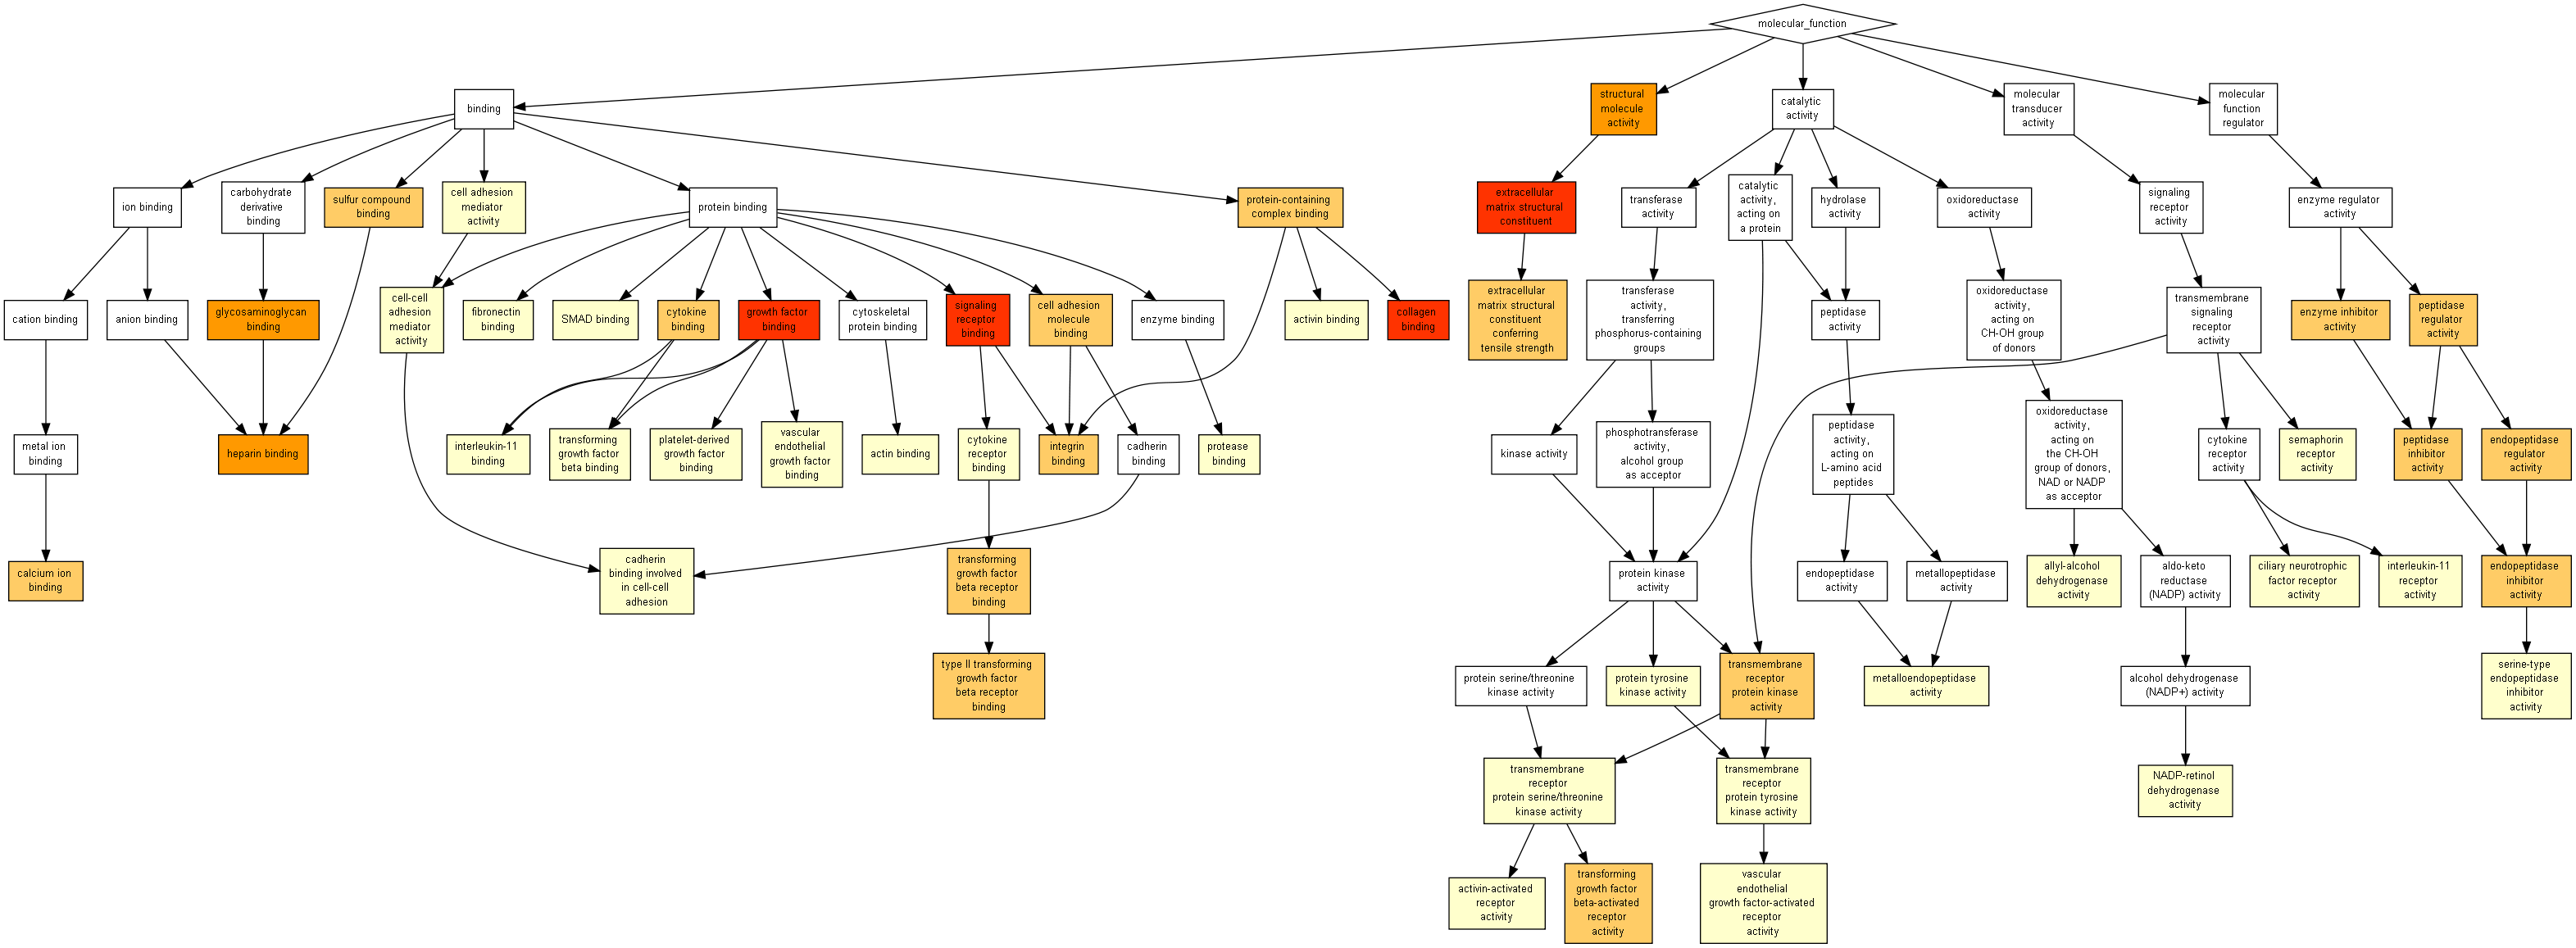 molecular_function
binding
structural
molecule
activity
catalytic
activity
molecular
transducer
activity
molecular
function
regulator
ion binding
carbohydrate
derivative
binding
sulfur compound
binding
cell adhesion
mediator
activity
protein binding
protein-containing
complex binding
extracellular
matrix structural
constituent
transferase
activity
catalytic
activity,
acting on
a protein
hydrolase
activity
oxidoreductase
activity
signaling
receptor
activity
enzyme regulator
activity
cation binding
anion binding
glycosaminoglycan
binding
cell-cell
adhesion
mediator
activity
fibronectin
binding
SMAD binding
cytokine
binding
growth factor
binding
cytoskeletal
protein binding
signaling
receptor
binding
cell adhesion
molecule
binding
enzyme binding
activin binding
collagen
binding
extracellular
matrix structural
constituent
conferring
tensile strength
transferase
activity,
transferring
phosphorus-containing
groups
peptidase
activity
oxidoreductase
activity,
acting on
CH-OH group
of donors
transmembrane
signaling
receptor
activity
enzyme inhibitor
activity
peptidase
regulator
activity
metal ion
binding
heparin binding
interleukin-11
binding
transforming
growth factor
beta binding
platelet-derived
growth factor
binding
vascular
endothelial
growth factor
binding
actin binding
cytokine
receptor
binding
integrin
binding
cadherin
binding
protease
binding
kinase activity
phosphotransferase
activity,
alcohol group
as acceptor
peptidase
activity,
acting on
L-amino acid
peptides
oxidoreductase
activity,
acting on
the CH-OH
group of donors,
NAD or NADP
as acceptor
cytokine
receptor
activity
semaphorin
receptor
activity
peptidase
inhibitor
activity
endopeptidase
regulator
activity
calcium ion
binding
cadherin
binding involved
in cell-cell
adhesion
transforming
growth factor
beta receptor
binding
protein kinase
activity
endopeptidase
activity
metallopeptidase
activity
allyl-alcohol
dehydrogenase
activity
aldo-keto
reductase
(NADP) activity
ciliary neurotrophic
factor receptor
activity
interleukin-11
receptor
activity
endopeptidase
inhibitor
activity
type II transforming
growth factor
beta receptor
binding
protein serine/threonine
kinase activity
protein tyrosine
kinase activity
transmembrane
receptor
protein kinase
activity
metalloendopeptidase
activity
alcohol dehydrogenase
(NADP+) activity
serine-type
endopeptidase
inhibitor
activity
transmembrane
receptor
protein serine/threonine
kinase activity
transmembrane
receptor
protein tyrosine
kinase activity
NADP-retinol
dehydrogenase
activity
activin-activated
receptor
activity
transforming
growth factor
beta-activated
receptor
activity
vascular
endothelial
growth factor-activated
receptor
activity